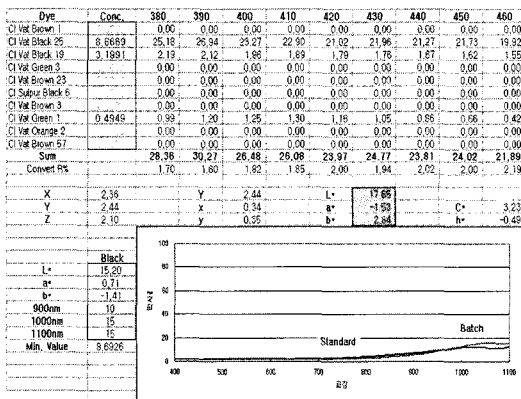 Dye Conc. 380 390 400 410 420 430 440 450 460
CI Vat Brown 1 0,00 0,00 0,00 0,00 0,00 0,00 0,00 0,00 0,00
CI Vat Black 25 8,6669 25,18 26,94 23,27 22,90 21,02 21,96 21,27 21,73 19,92
CI Vat Black 19 3,1991 2,19 2,12 1,96 1,89 1,79 1,76 1,67 1,62 1,55
CI Vat Green 3 0,00 0,00 0,00 0,00 0,00 0,00 0,00 0,00 0,00
CI Vat Brown 23 0,00 0,00 0,00 0,00 0,00 0,00 0,00 0,00 0,00
CI Sulpur Black 6 0,00 0,00 0,00 0,00 0,00 0,00 0,00 0,00 0,00
CI Vat Brown 3 0,00 0,00 0,00 0,00 0,00 0,00 0,00 0,00 0,00
CI Vat Green 1 0,4949 0,99 1,20 1,25 1,30 1,16 1,05 0,86 0,66 0,42
CI Vat Orange 2 0,00 0,00 0,00 0,00 0,00 0,00 0,00 0,00 0,00
CI Vat Brown 57 0,00 0,00 0,00 0,00 0,00 0,00 0,00 0,00 0,00
Sum 28,36 30,27 26,48 26,08 23,97 24,77 23,81 24,02 21,89
Convert R% 1,70 1,60 1,82 1,85 2,00 1,94 2,02 2,00 2,19
X 2,36 Y 2,44 L* 17,65
Y 2,44 x 0,34 a* -1,53 C* 3,23
Z 2,10 y 0,35 b* 2,84 h* -0,49
Black
L* 15,20
a* 0,71
b* -1,41
900nm 10
1000nm 15
1100nm 15
Min. Value 8,6926
100
80
60
40
20
0
반사율
Standard
Batch
400 500 600 700 800 900 1000 1100
파장